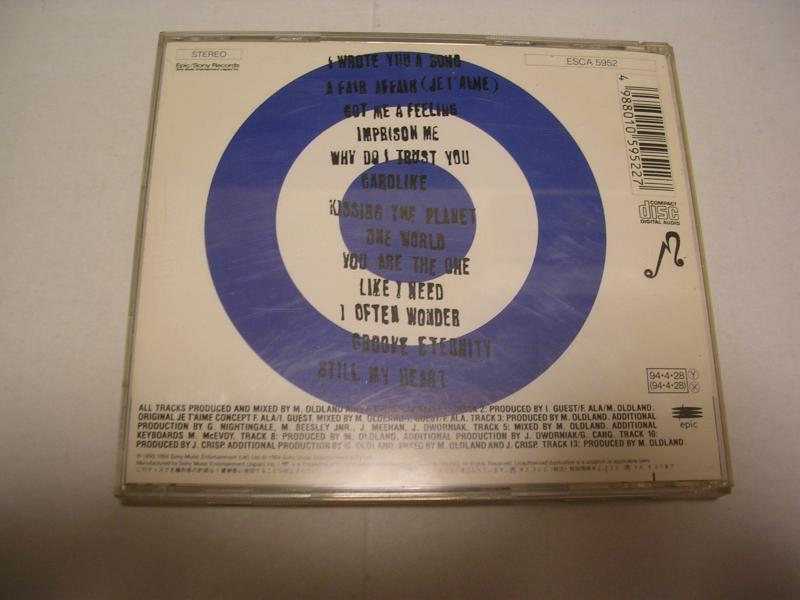 STEREO
Epic/Sony Records
ESCA 5952
4 988010 595227
COMPACT
disc
DIGITAL AUDIO
I WROTE YOU A SONG
A FAIR AFFAIR (JE T'AIME)
GOT ME A FEELING
IMPRISON ME
WHY DO I TRUST YOU
CAROLINE
KISSING THE PLANET
ONE WORLD
YOU ARE THE ONE
LIKE I NEED
I OFTEN WONDER
GROOVE ETERNITY
STILL MY HEART
94・4・28 Y
(94・4・28) X
epic
ALL TRACKS PRODUCED AND MIXED BY M. OLDLAND 2: PRODUCED BY I. GUEST/F. ALA/M. OLDLAND.
ORIGINAL JE T'AIME CONCEPT F. ALA/I. GUEST. MIXED BY M. F. ALA. TRACK 3: M. OLDLAND. ADDITIONAL
PRODUCTION BY G. NIGHTINGALE, M. BEESLEY JNR., J. MEEHAN, J. DWORNIAK. TRACK 5: MIXED BY M. OLDLAND. ADDITIONAL
KEYBOARDS M. McEVOY. TRACK 8: PRODUCED BY M. OLDLAND. ADDITIONAL PRODUCTION BY J. DWORNIAK/G. CANG. TRACK 10:
PRODUCED BY J. CRISP ADDITIONAL PRODUCTION BY M. OLDLAND. MIXED BY M. OLDLAND AND J. CRISP. TRACK 13: PRODUCED BY M. OLDLAND.